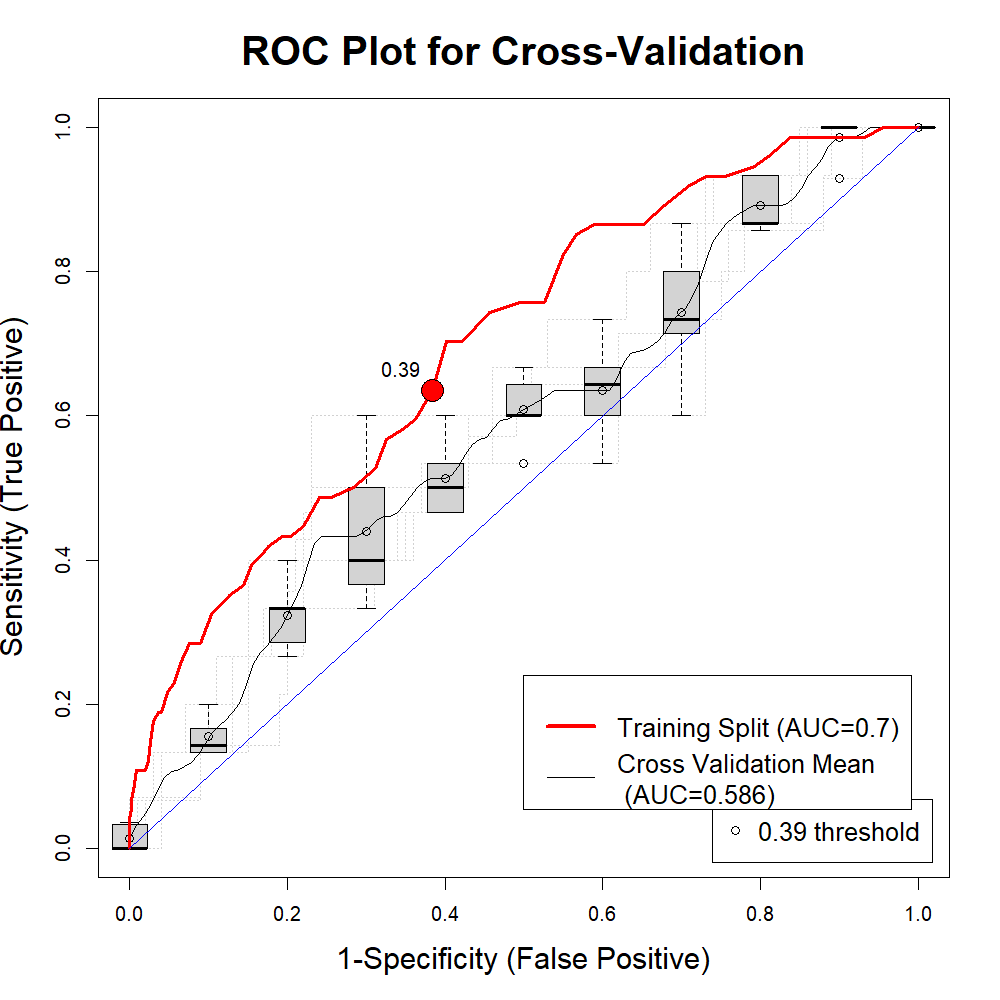 ROC Plot for Cross-Validation
Sensitivity (True Positive)
1.0
0.8
0.6
0.4
0.2
0.0
0.39
Training Split (AUC=0.7)
Cross Validation Mean
(AUC=0.586)
0.39 threshold
0.0 0.2 0.4 0.6 0.8 1.0
1-Specificity (False Positive)